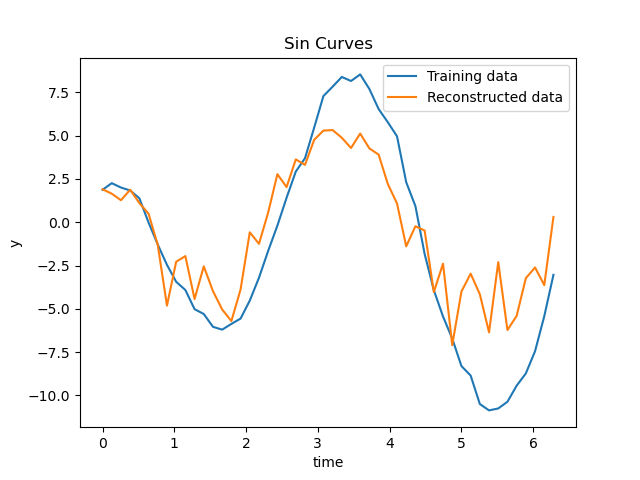 Sin Curves
Training data
Reconstructed data
7.5
5.0
2.5
0.0
−2.5
−5.0
−7.5
−10.0
y
0 1 2 3 4 5 6
time